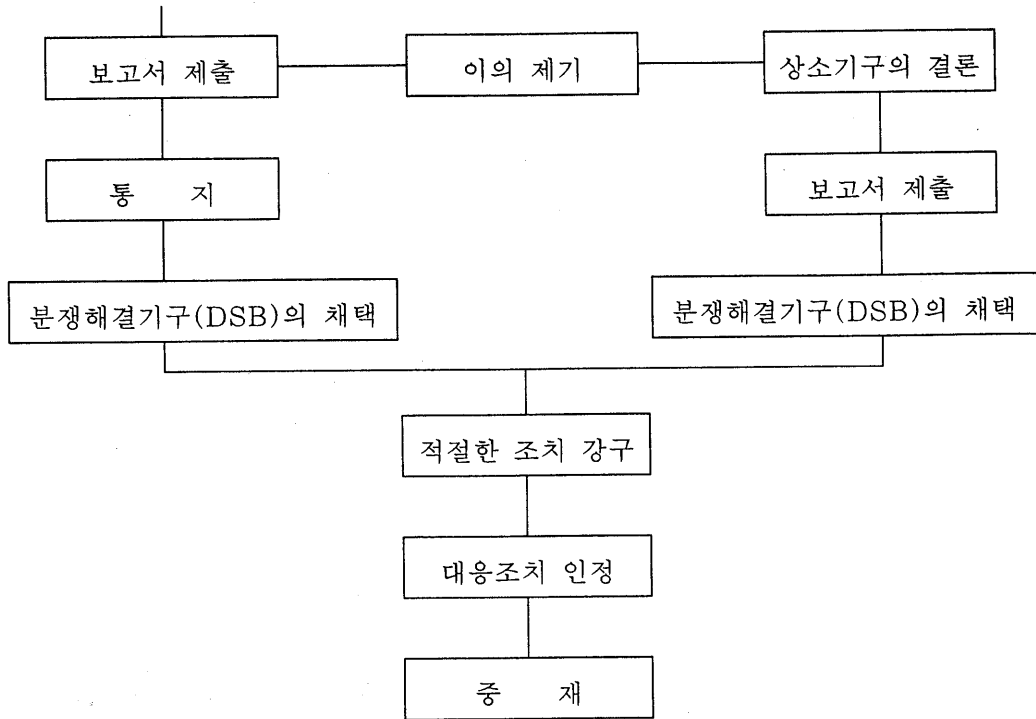 보고서 제출
이의 제기
상소기구의 결론
통 지
보고서 제출
분쟁해결기구(DSB)의 채택
분쟁해결기구(DSB)의 채택
적절한 조치 강구
대응조치 인정
중 재